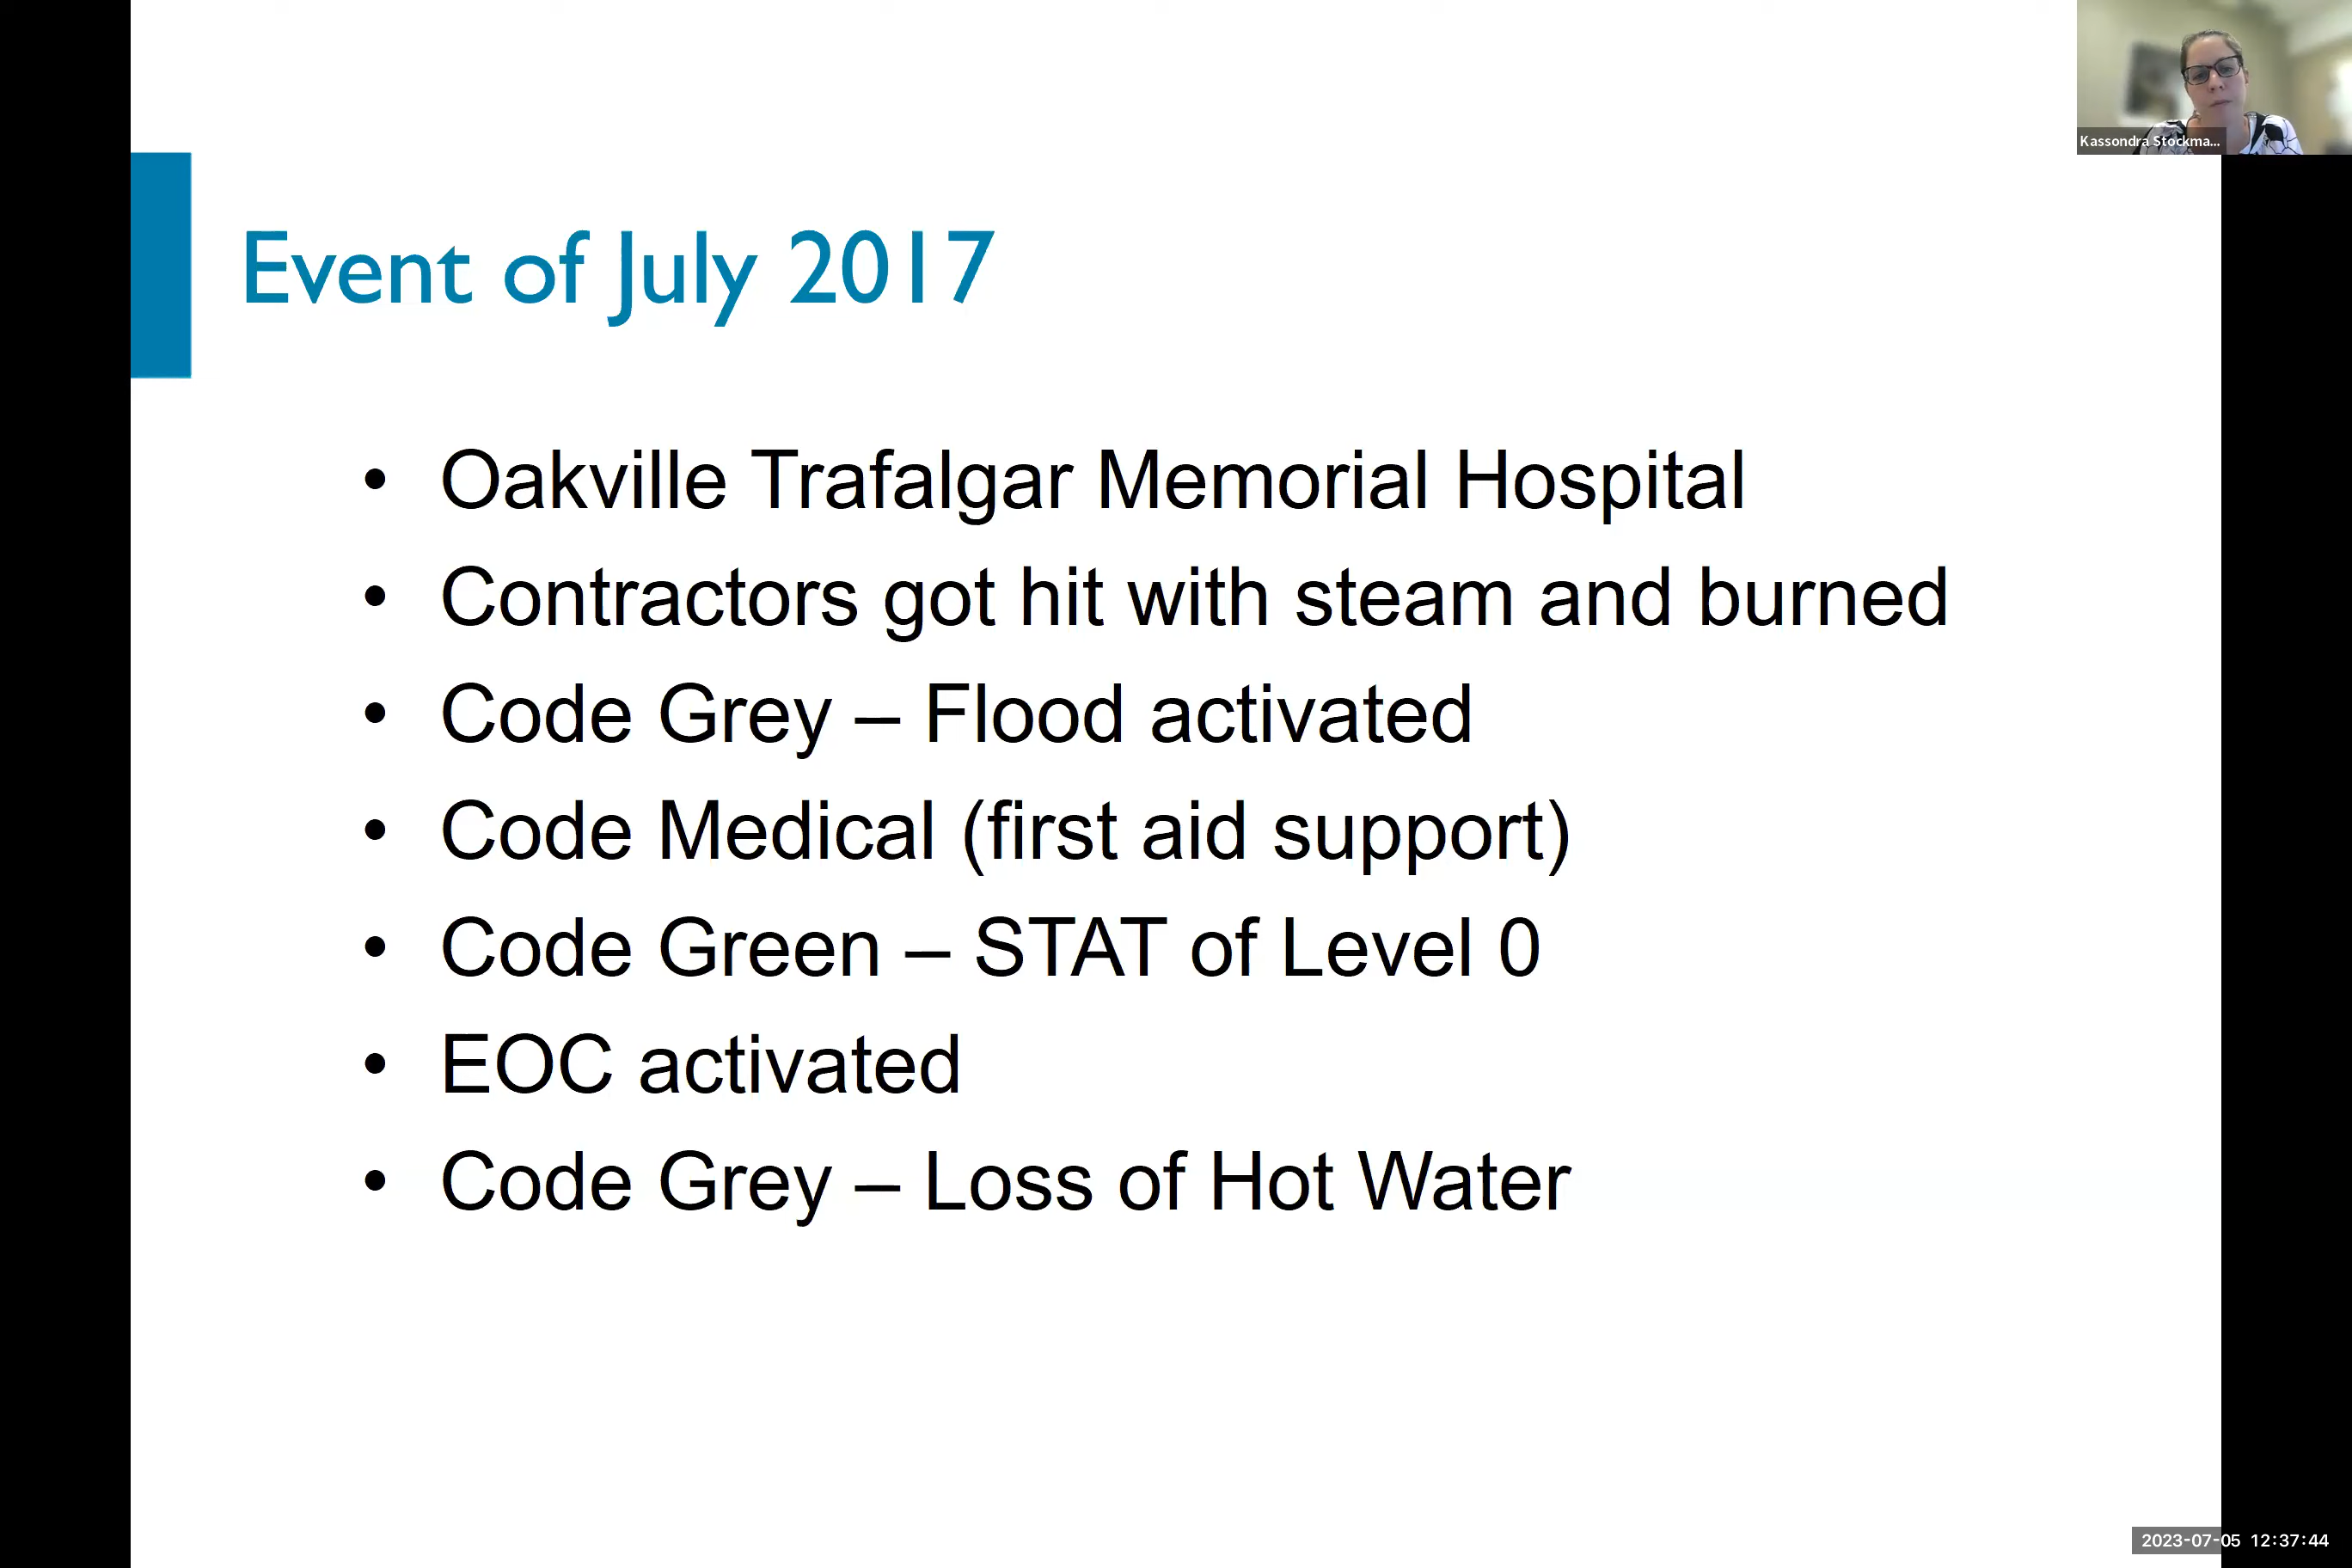 Kassondra Stockma...
Event of July 2017
• Oakville Trafalgar Memorial Hospital
• Contractors got hit with steam and burned
• Code Grey – Flood activated
• Code Medical (first aid support)
• Code Green – STAT of Level 0
• EOC activated
• Code Grey – Loss of Hot Water
2023-07-05 12:37:44